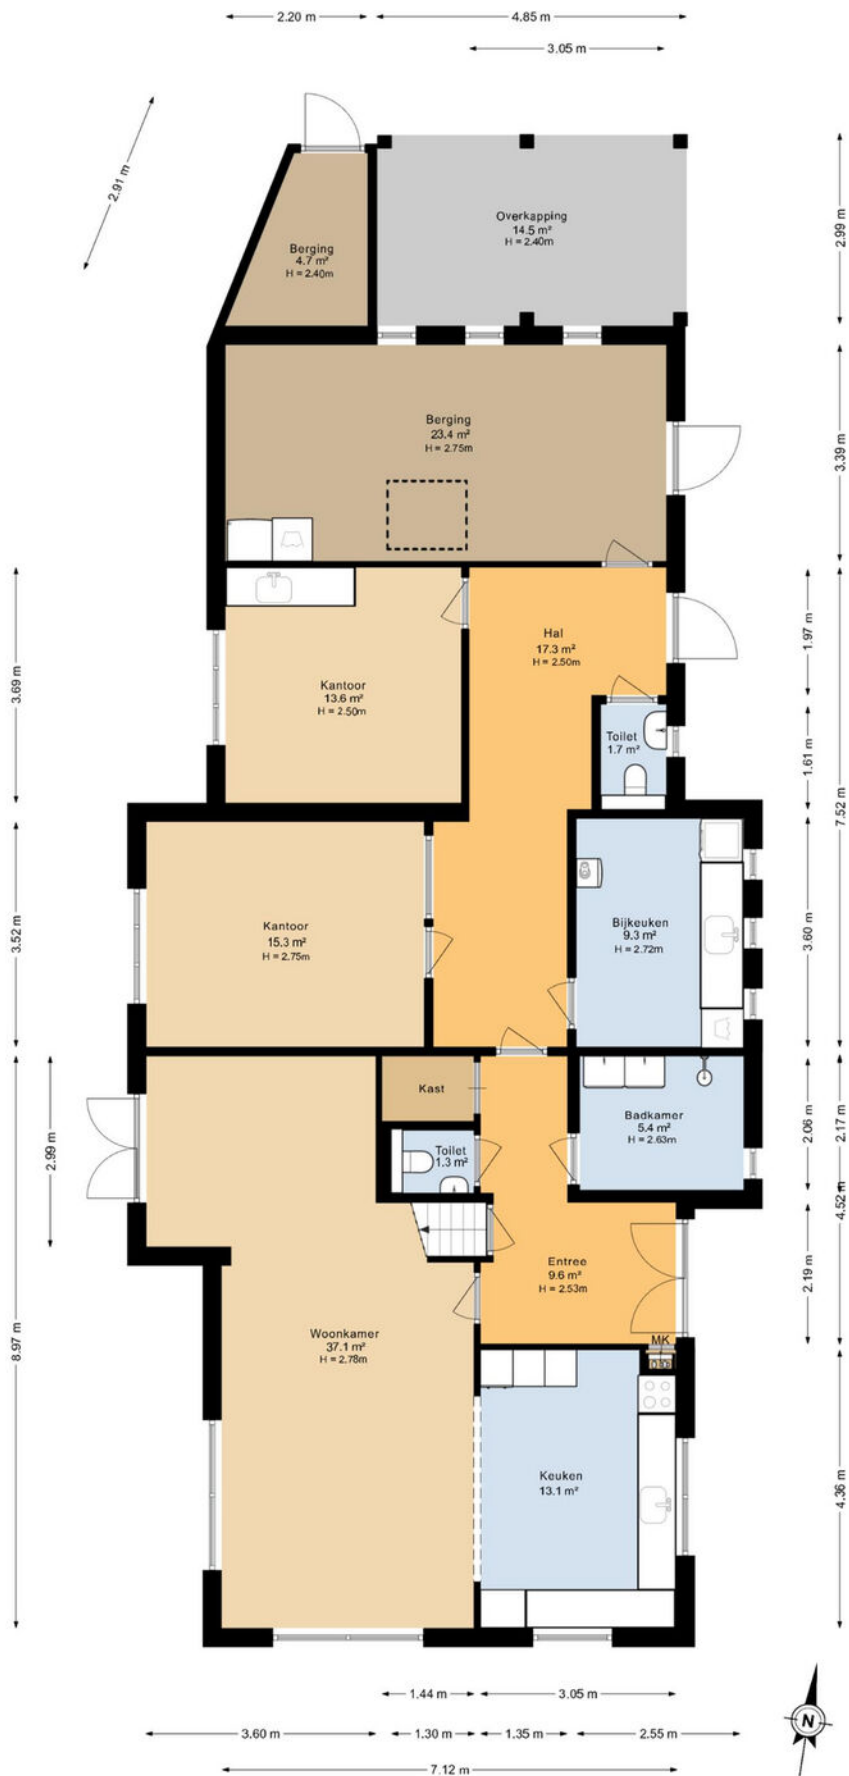 2.20 m
4.85 m
3.05 m
2.91 m
2.99 m
Overkapping
14.5 m²
H = 2.40m
Berging
4.7 m²
H = 2.40m
Berging
23.4 m²
H = 2.75m
3.39 m
Hal
17.3 m²
H = 2.50m
1.97 m
3.69 m
Kantoor
13.6 m²
H = 2.50m
Toilet
1.7 m²
1.61 m
7.52 m
3.52 m
Kantoor
15.3 m²
H = 2.75m
Bijkeuken
9.3 m²
H = 2.72m
3.60 m
Kast
Badkamer
5.4 m²
H = 2.63m
2.06 m
2.17 m
2.99 m
Toilet
1.3 m²
4.52 m
Entree
9.6 m²
H = 2.53m
2.19 m
8.97 m
Woonkamer
37.1 m²
H = 2.78m
MK
Keuken
13.1 m²
4.36 m
1.44 m
3.05 m
3.60 m
1.30 m
1.35 m
2.55 m
7.12 m
N